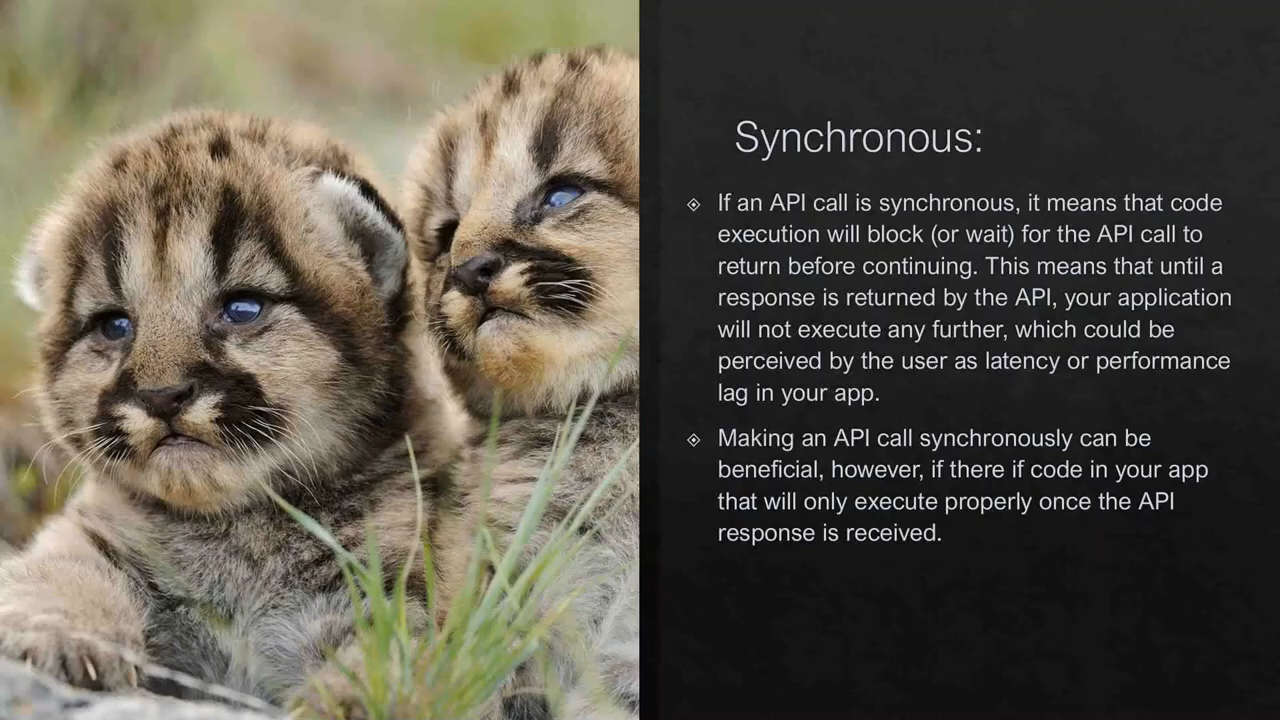 Synchronous:
If an API call is synchronous, it means that code
execution will block (or wait) for the API call to
return before continuing. This means that until a
response is returned by the API, your application
will not execute any further, which could be
perceived by the user as latency or performance
lag in your app.
Making an API call synchronously can be
beneficial, however, if there if code in your app
that will only execute properly once the API
response is received.